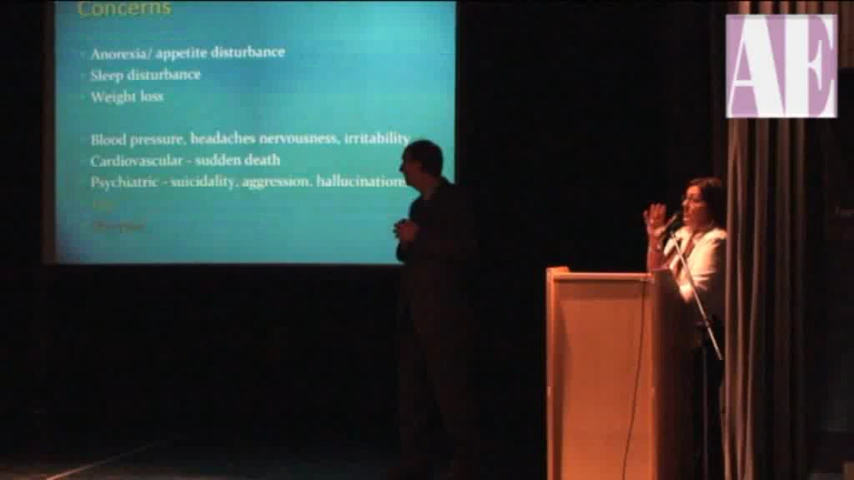 Concerns
Anorexia/ appetite disturbance
Sleep disturbance
Weight loss
Blood pressure, headaches nervousness, irritability
Cardiovascular - sudden death
Psychiatric - suicidality, aggression. hallucinations
AE